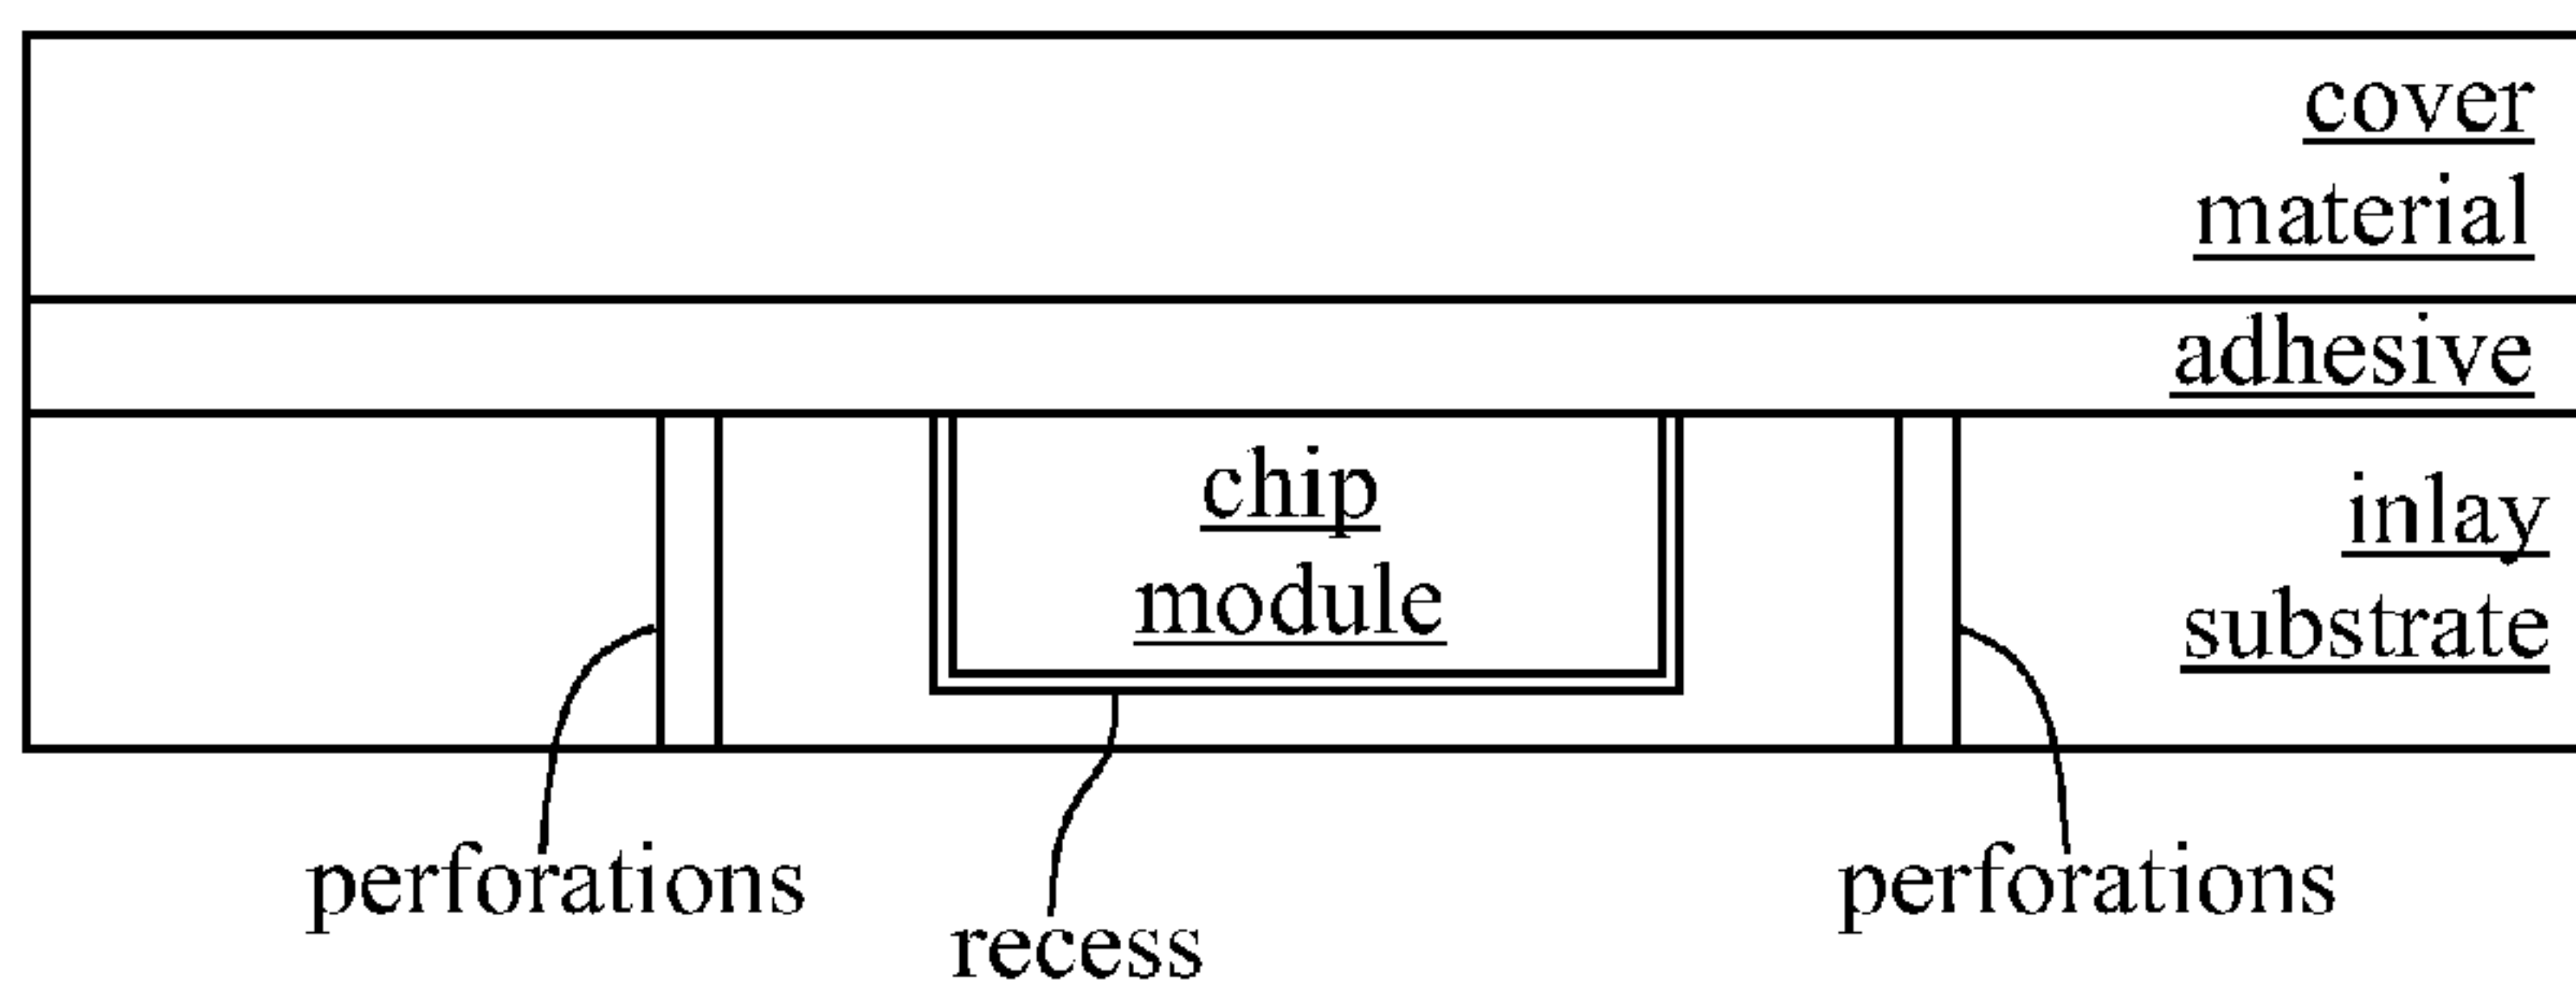 cover
material
adhesive
chip
module
inlay
substrate
perforations
recess
perforations